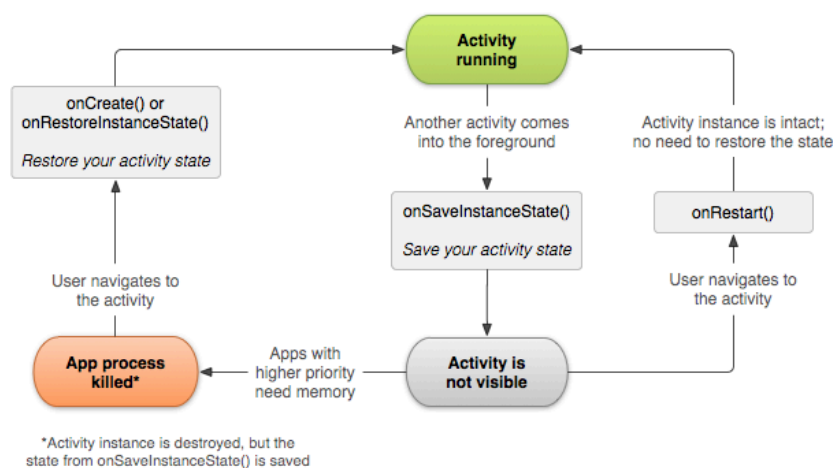 Activity
running
onCreate() or
onRestoreInstanceState()
Restore your activity state
Another activity comes
into the foreground
Activity instance is intact;
no need to restore the state
onSaveInstanceState()
Save your activity state
onRestart()
User navigates to
the activity
User navigates to
the activity
App process
killed*
Apps with
higher priority
need memory
Activity is
not visible
*Activity instance is destroyed, but the
state from onSaveInstanceState() is saved